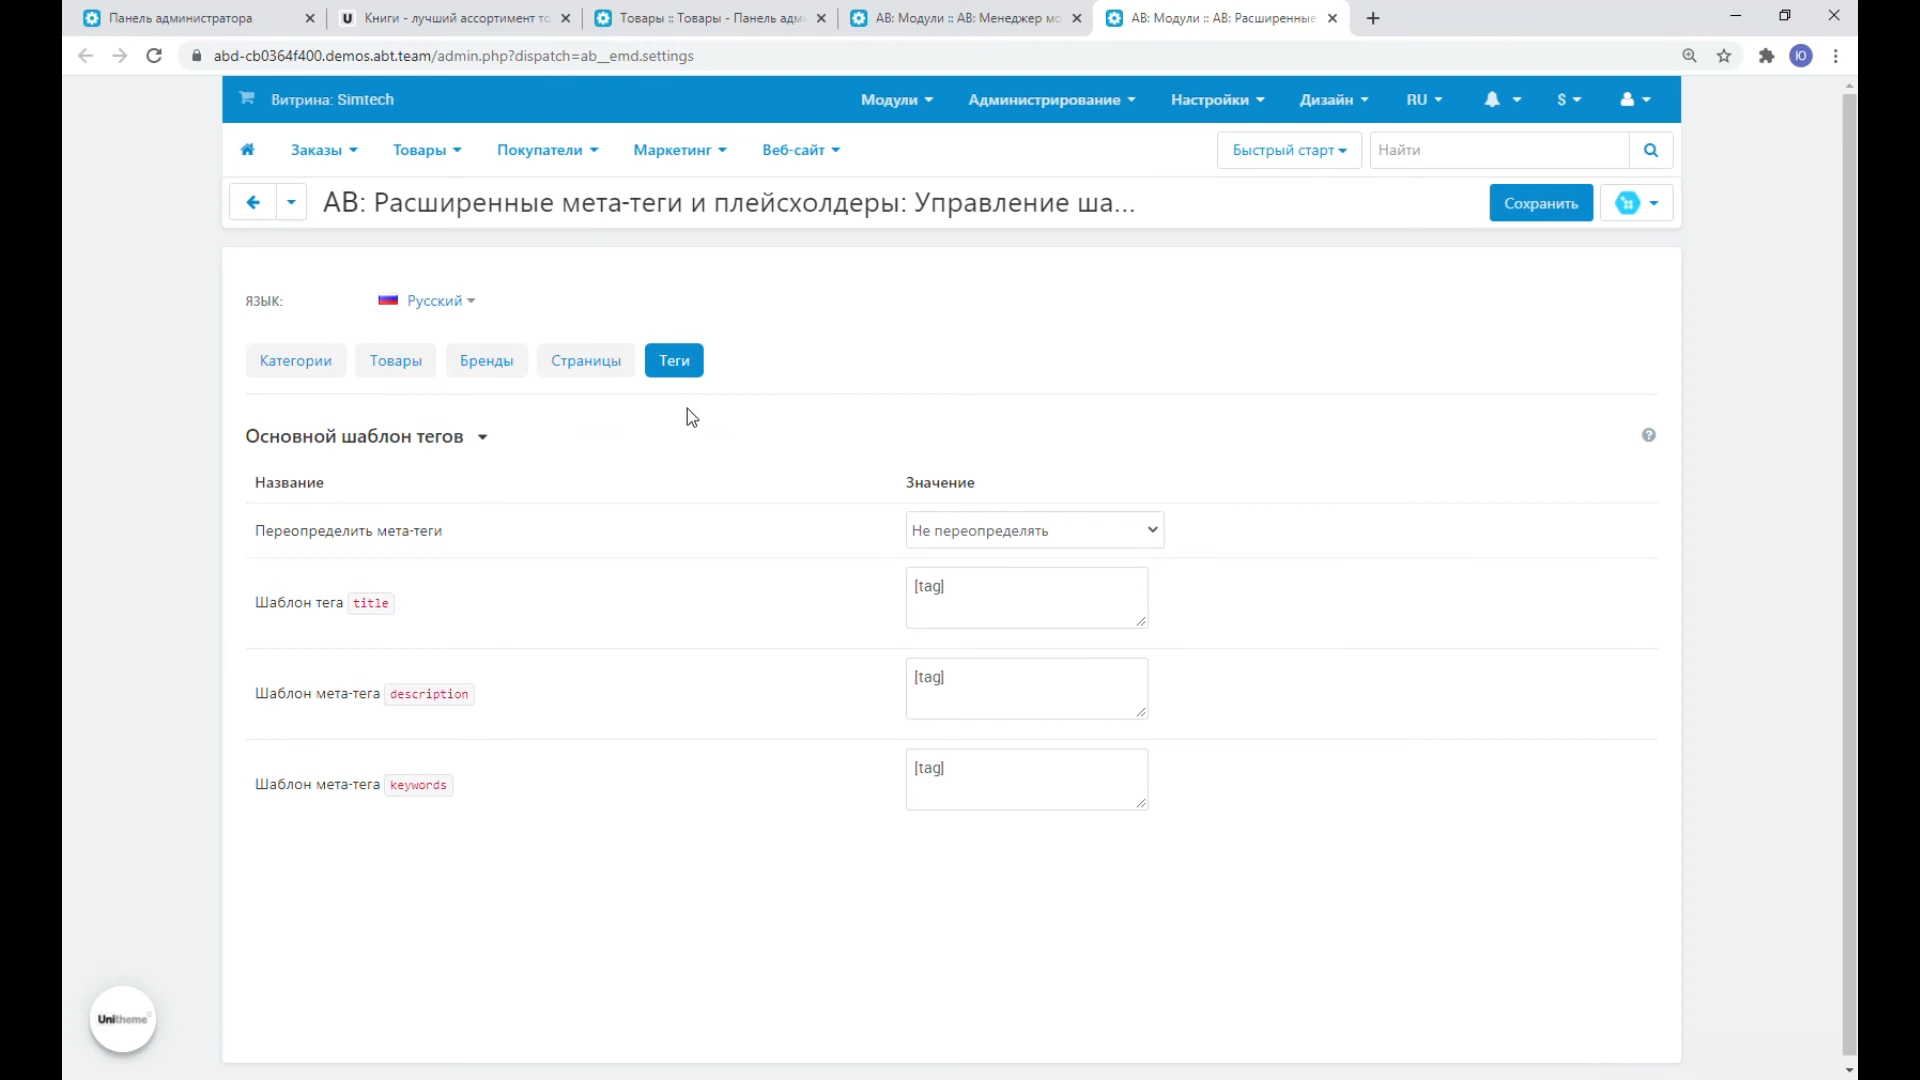 Панель администратора
U Книги - лучший ассортимент то
Товары :: Товары - Панель адми
AB: Модули :: AB: Менеджер мо
AB: Модули :: AB: Расширенные
abd-cb0364f400.demos.abt.team/admin.php?dispatch=ab__emd.settings
Ю
Витрина: Simtech
Модули
Администрирование
Настройки
Дизайн
RU
$
Заказы
Товары
Покупатели
Маркетинг
Веб-сайт
Быстрый старт
Найти
AB: Расширенные мета-теги и плейсхолдеры: Управление ша...
Сохранить
ЯЗЫК:
Русский
Категории
Товары
Бренды
Страницы
Теги
Основной шаблон тегов
?
Название
Значение
Переопределить мета-теги
Не переопределять
Шаблон тега title
[tag]
Шаблон мета-тега description
[tag]
Шаблон мета-тега keywords
[tag]
Unitheme